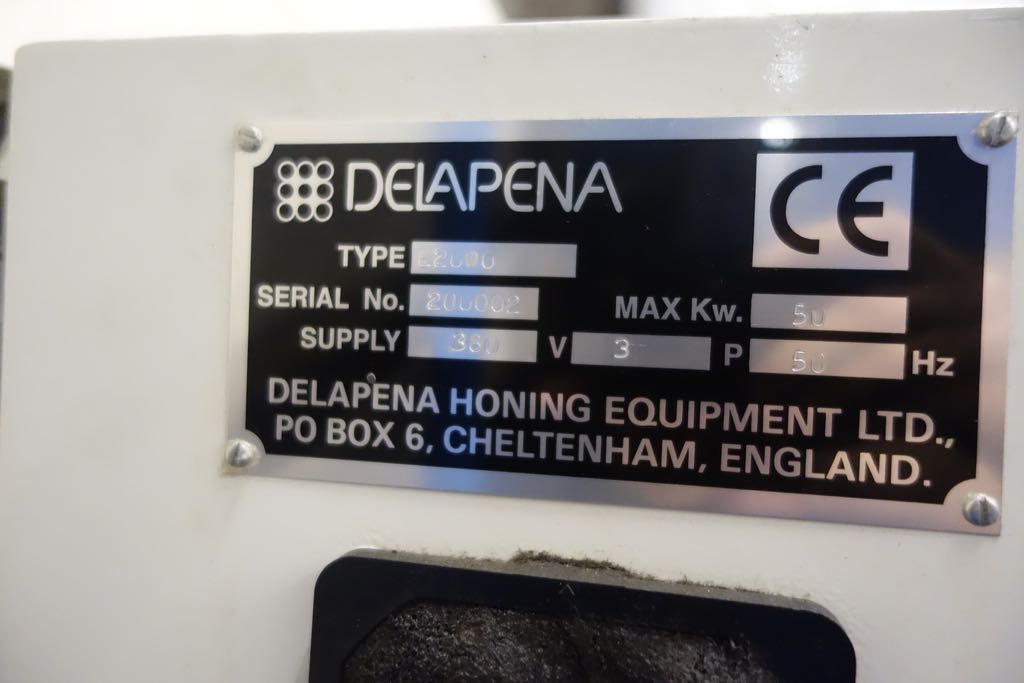 DELAPENA CE
TYPE
SERIAL No. 200002 MAX Kw. 50
SUPPLY V 3 P 50 Hz
DELAPENA HONING EQUIPMENT LTD.,
PO BOX 6, CHELTENHAM, ENGLAND.